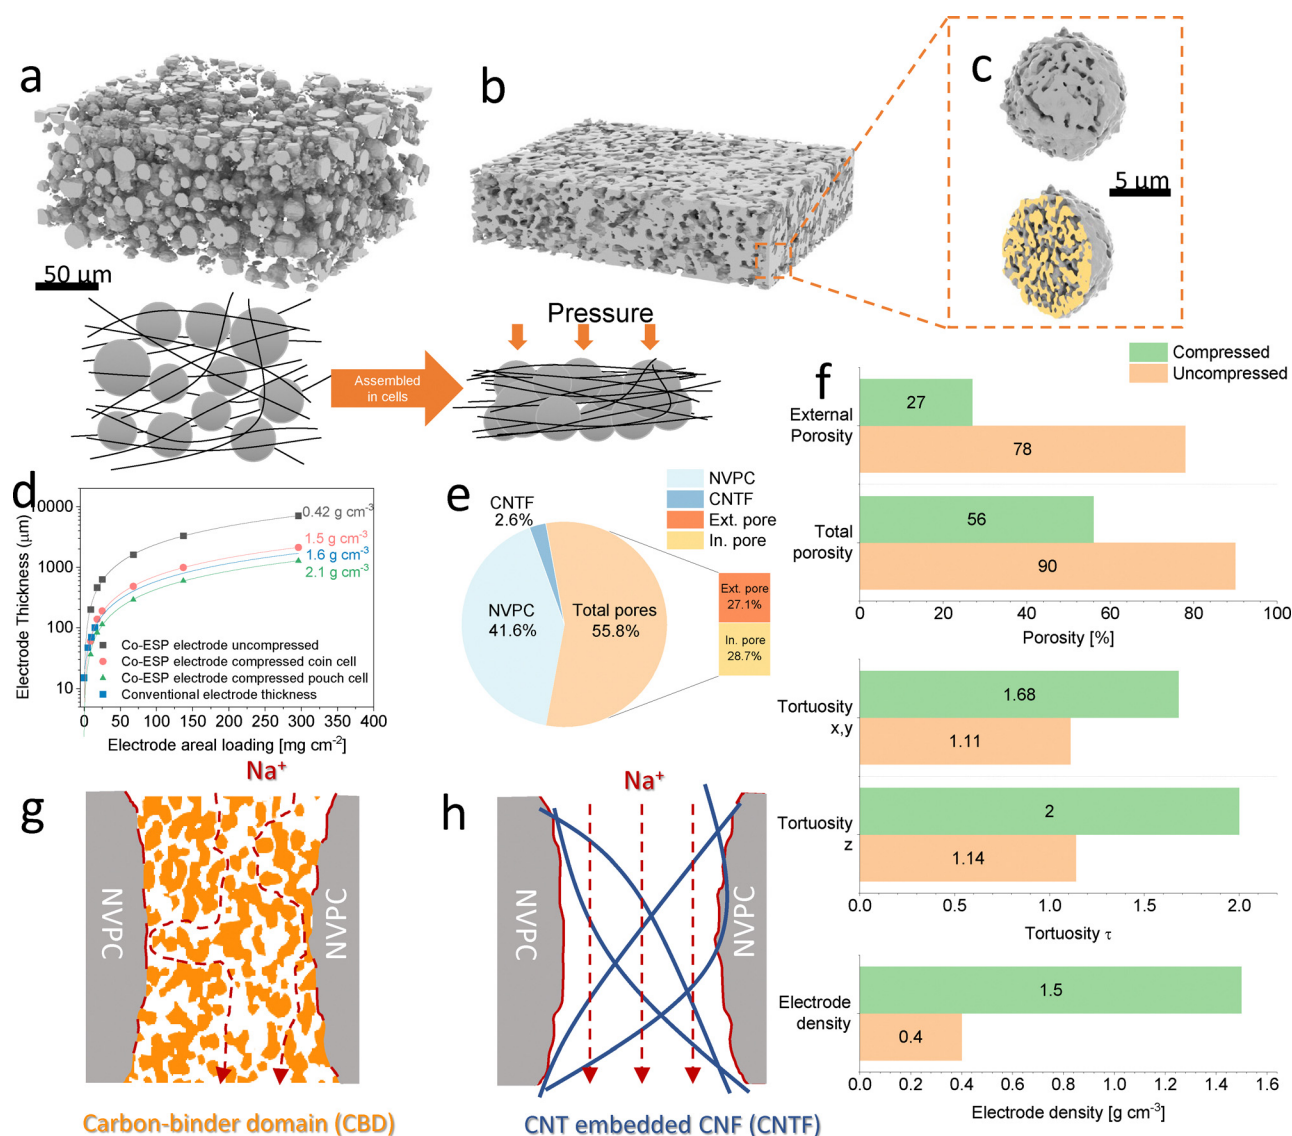 a
50 µm
b
c
5 µm
Assembled
in cells
Pressure
d
Electrode Thickness (µm)
10000
1000
100
10
0.42 g cm⁻³
1.5 g cm⁻³
1.6 g cm⁻³
2.1 g cm⁻³
Co-ESP electrode uncompressed
Co-ESP electrode compressed coin cell
Co-ESP electrode compressed pouch cell
Conventional electrode thickness
0 50 100 150 200 250 300 350 400
Electrode areal loading [mg cm⁻²]
e
NVPC
CNTF
Ext. pore
In. pore
CNTF
2.6%
NVPC
41.6%
Total pores
55.8%
Ext. pore
27.1%
In. pore
28.7%
f
Compressed
Uncompressed
External
Porosity
27
78
Total
porosity
56
90
0 20 40 60 80 100
Porosity [%]
Tortuosity
x,y
1.68
1.11
Tortuosity
z
2
1.14
0.0 0.5 1.0 1.5 2.0
Tortuosity τ
Electrode
density
1.5
0.4
0.0 0.2 0.4 0.6 0.8 1.0 1.2 1.4 1.6
Electrode density [g cm⁻³]
g
Na⁺
NVPC
NVPC
Carbon-binder domain (CBD)
h
Na⁺
NVPC
NVPC
CNT embedded CNF (CNTF)